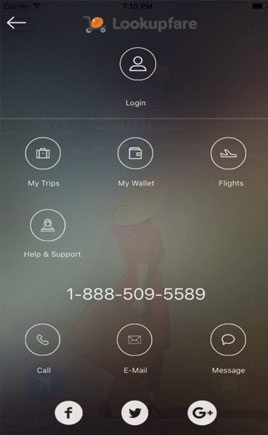 Carrier 7:15 PM
Lookupfare
Login
My Trips My Wallet Flights
Help & Support
1-888-509-5589
Call E-Mail Message
f G+